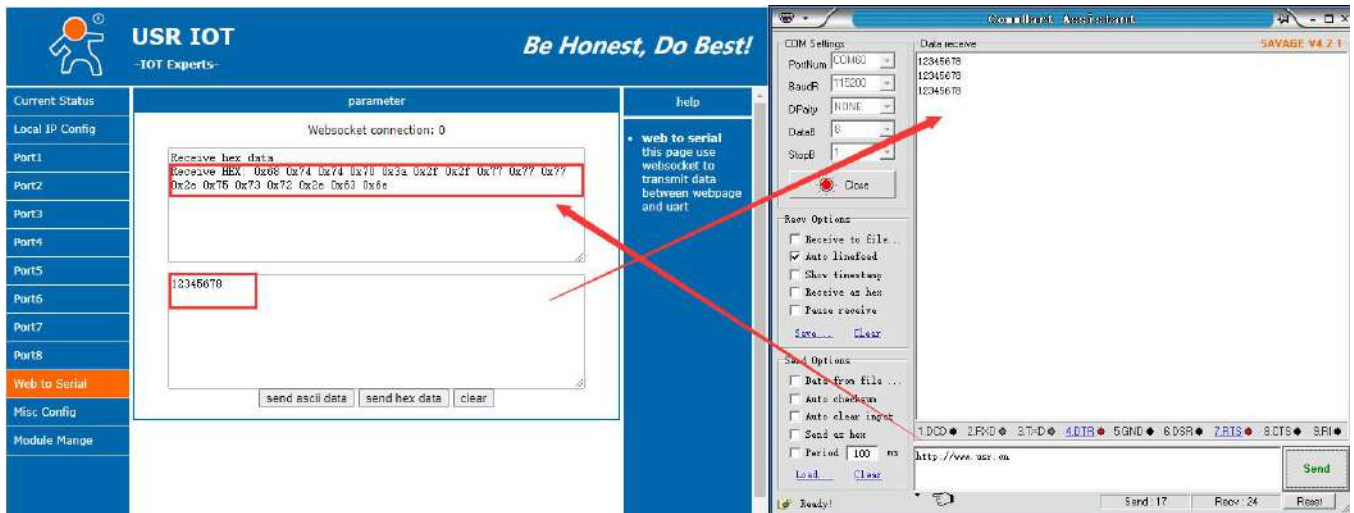 USR IOT
-IOT Experts-
Be Honest, Do Best!
Current Status
Local IP Config
Port1
Port2
Port3
Port4
Port5
Port6
Port7
Port8
Web to Serial
Misc Config
Module Mange
parameter
Websocket connection: 0
Receive hex data
Receive HEX: 0x68 0x74 0x74 0x70 0x3a 0x2f 0x2f 0x77 0x77 0x77
0x2e 0x75 0x73 0x72 0x2e 0x63 0x6e
12345678
send ascii data
send hex data
clear
help
web to serial
this page use
websocket to
transmit data
between webpage
and uart
CommUart Assistant
COM Settings
PortNum COM60
BaudR 115200
DPaity NONE
DataB 8
StopB 1
Close
Recv Options
Receive to file...
Auto linefeed
Show timestamp
Receive as hex
Pause receive
Save... Clear
Send Options
Data from file ...
Auto checksum
Auto clear input
Send as hex
Period 100 ms
Load... Clear
Ready!
Data receive
SAVAGE V4.2.1
12345678
12345678
12345678
1.DCD 2.RXD 3.TXD 4.DTR 5.GND 6.DSR 7.RTS 8.CTS 9.RI
http://www.usr.cn
Send
Send : 17
Recv : 24
Reset